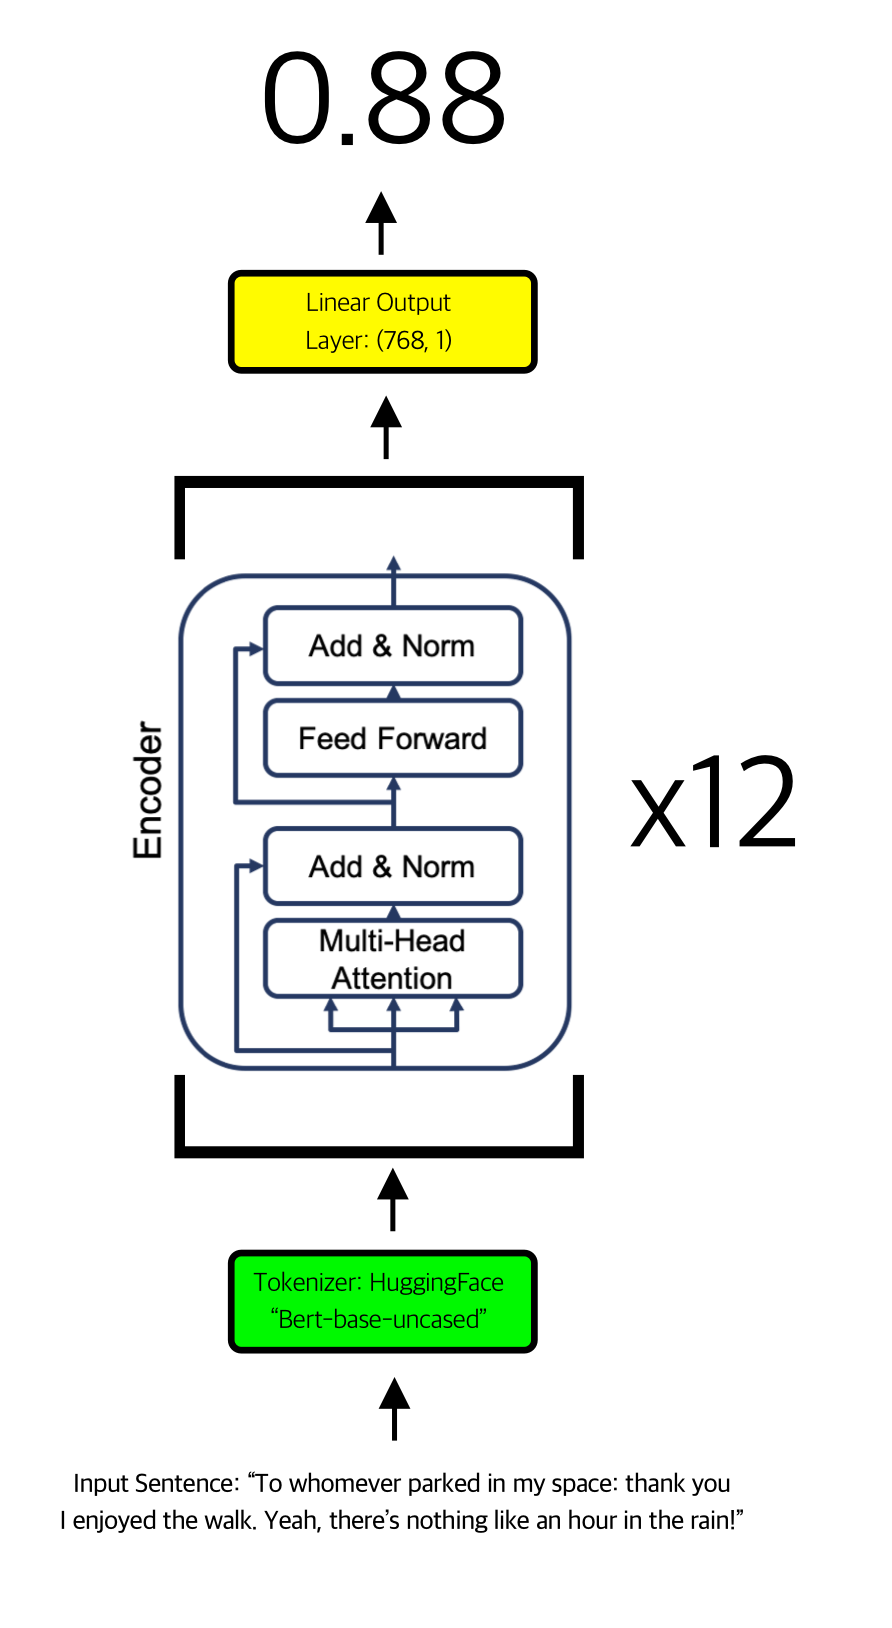 0.88
Linear Output
Layer: (768, 1)
Add & Norm
Feed Forward
Encoder
x12
Add & Norm
Multi-Head
Attention
Tokenizer: HuggingFace
“Bert-base-uncased”
Input Sentence: “To whomever parked in my space: thank you
I enjoyed the walk. Yeah, there’s nothing like an hour in the rain!”